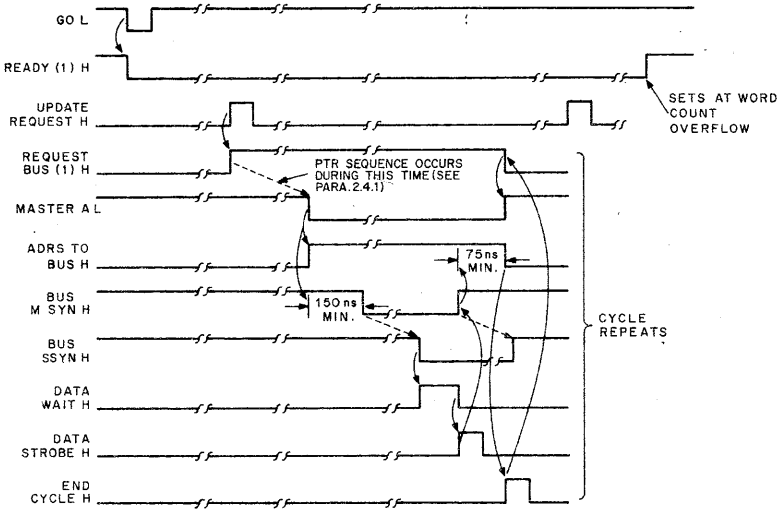 GO L
READY (1) H
SETS AT WORD
COUNT
OVERFLOW
UPDATE
REQUEST H
REQUEST
BUS (1) H
PTR SEQUENCE OCCURS
DURING THIS TIME (SEE
PARA. 2.4.1)
MASTER A L
ADRS TO
BUS H
75ns
MIN.
BUS
M SYN H
150ns
MIN.
CYCLE
REPEATS
BUS
SSYN H
DATA
WAIT H
DATA
STROBE H
END
CYCLE H